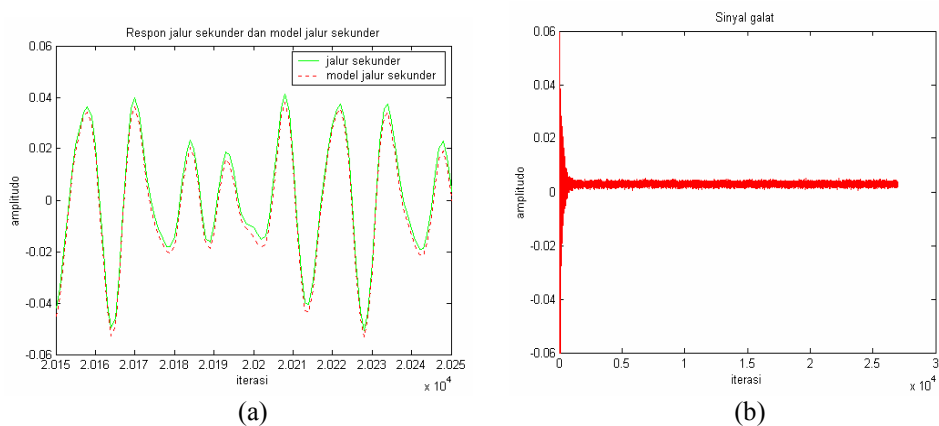 Respon jalur sekunder dan model jalur sekunder
jalur sekunder
model jalur sekunder
amplitudo
0.06
0.04
0.02
0
-0.02
-0.04
-0.06
2.015 2.016 2.017 2.018 2.019 2.02 2.021 2.022 2.023 2.024 2.025
iterasi
x 10^4
(a)
Sinyal galat
amplitudo
0.06
0.04
0.02
0
-0.02
-0.04
-0.06
0 0.5 1 1.5 2 2.5 3
iterasi
x 10^4
(b)